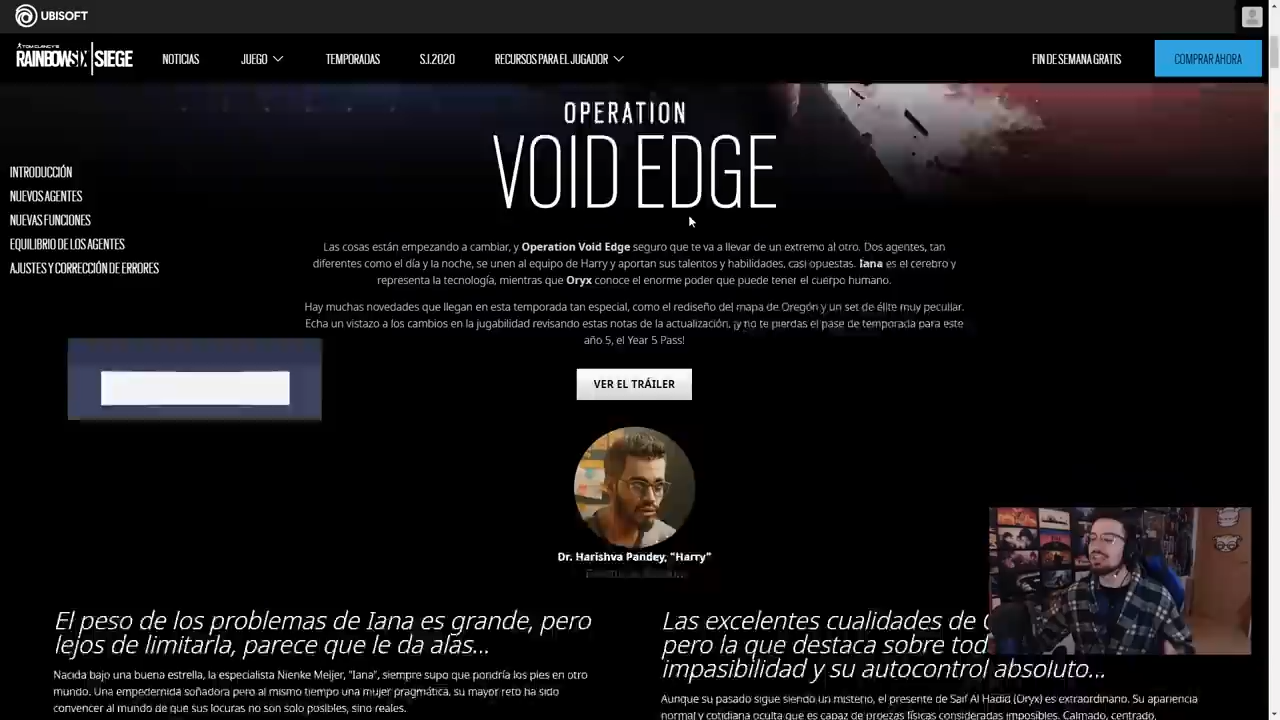 UBISOFT
TOM CLANCY'S
RAINBOW SIX | SIEGE
NOTICIAS
JUEGO
TEMPORADAS
S.I.2020
RECURSOS PARA EL JUGADOR
FIN DE SEMANA GRATIS
COMPRAR AHORA
OPERATION
VOID EDGE
INTRODUCCIÓN
NUEVOS AGENTES
NUEVAS FUNCIONES
EQUILIBRIO DE LOS AGENTES
AJUSTES Y CORRECCIÓN DE ERRORES
Las cosas están empezando a cambiar, y Operation Void Edge seguro que te va a llevar de un extremo al otro. Dos agentes, tan
diferentes como el día y la noche, se unen al equipo de Harry y aportan sus talentos y habilidades, casi opuestas. Iana es el cerebro y
representa la tecnología, mientras que Oryx conoce el enorme poder que puede tener el cuerpo humano.
Hay muchas novedades que llegan en esta temporada tan especial, como el rediseño del mapa de Oregón y un set de élite muy peculiar.
Echa un vistazo a los cambios en la jugabilidad revisando estas notas de la actualización, ¡y no te pierdas el pase de temporada para este
año 5, el Year 5 Pass!
VER EL TRÁILER
Dr. Harishva Pandey, "Harry"
El peso de los problemas de Iana es grande, pero
lejos de limitarla, parece que le da alas...
Nacida bajo una buena estrella, la especialista Nienke Meijer, "Iana", siempre supo que pondría los pies en otro
mundo. Una empedernida soñadora pero al mismo tiempo una mujer pragmática, su mayor reto ha sido
convencer al mundo de que sus locuras no son solo posibles, sino reales.
Las excelentes cualidades de
pero la que destaca sobre tod
impasibilidad y su autocontrol absoluto...
Aunque su pasado sigue siendo un misterio, el presente de Saif Al Hadid (Oryx) es extraordinario. Su apariencia
normal y cotidiana oculta que es capaz de proezas físicas consideradas imposibles. Calmado, centrado,